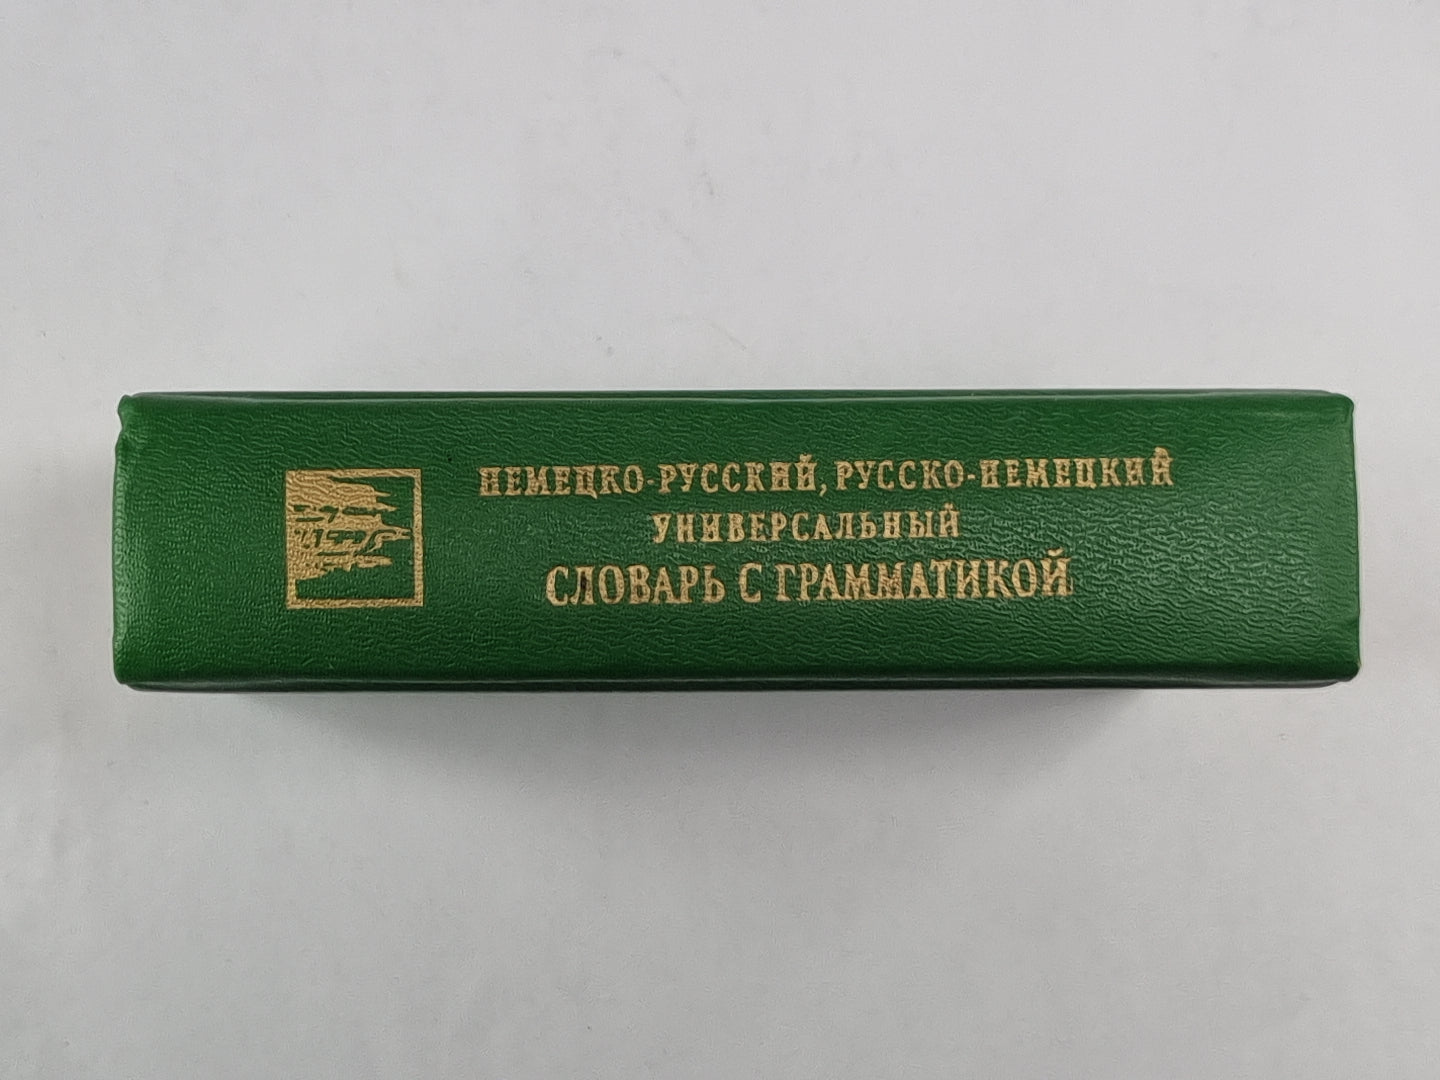 НЕМЕЦКО-РУССКИЙ, РУССКО-НЕМЕЦКИЙ
УНИВЕРСАЛЬНЫЙ
СЛОВАРЬ С ГРАММАТИКОЙ